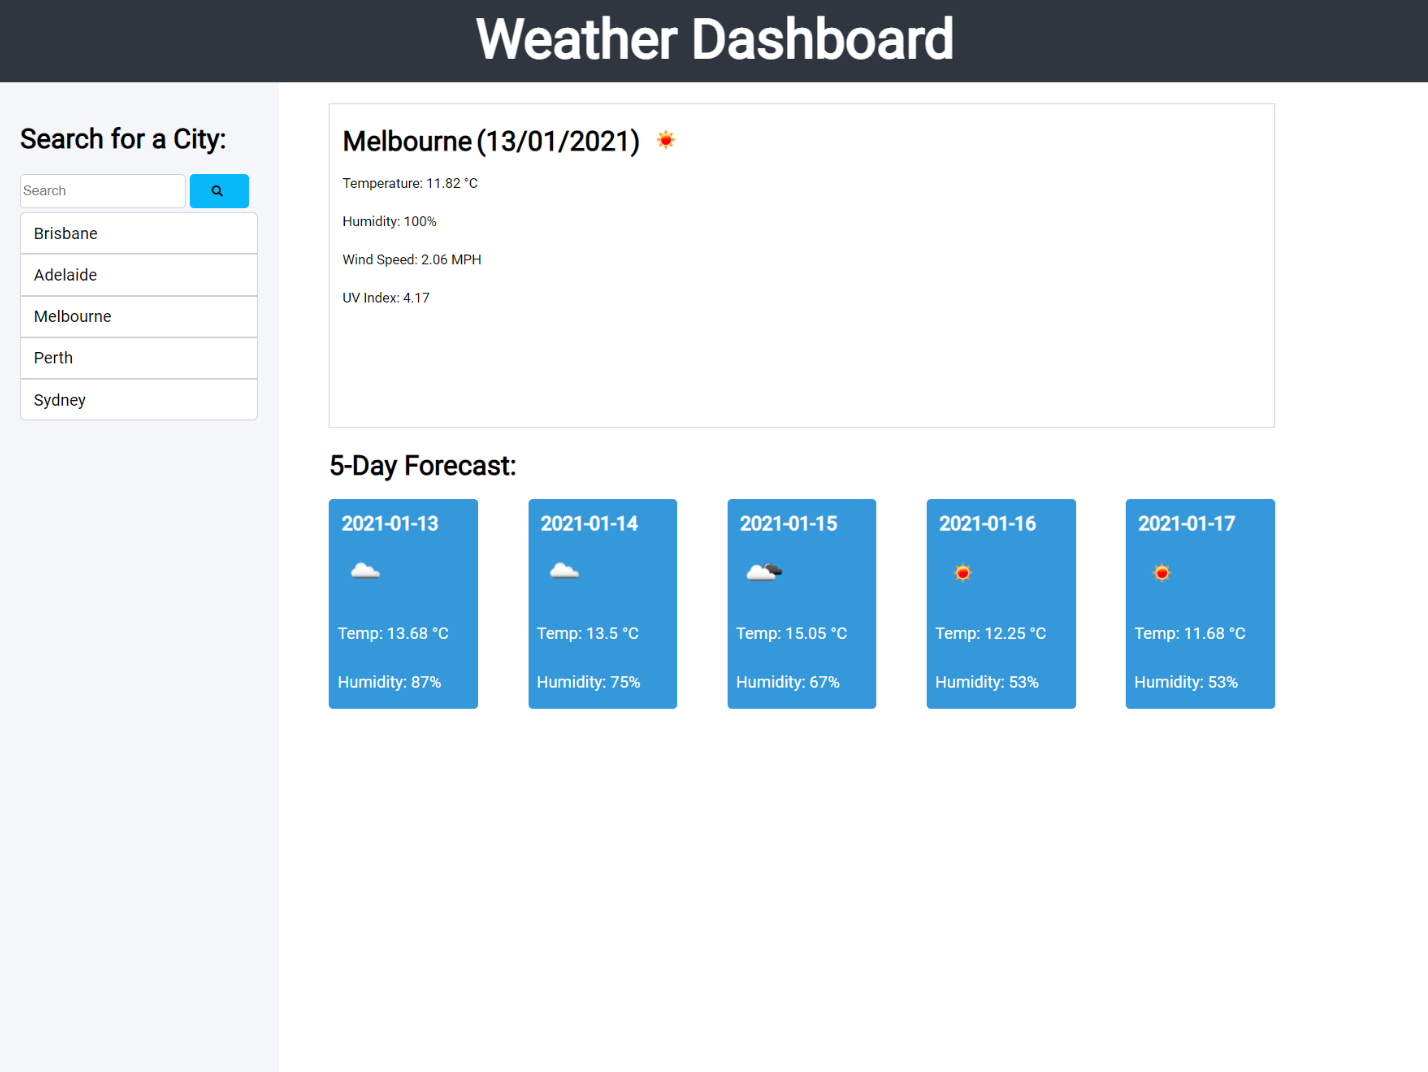 Weather Dashboard
Search for a City:
Search
Brisbane
Adelaide
Melbourne
Perth
Sydney
Melbourne (13/01/2021)
Temperature: 11.82 °C
Humidity: 100%
Wind Speed: 2.06 MPH
UV Index: 4.17
5-Day Forecast:
2021-01-13
Temp: 13.68 °C
Humidity: 87%
2021-01-14
Temp: 13.5 °C
Humidity: 75%
2021-01-15
Temp: 15.05 °C
Humidity: 67%
2021-01-16
Temp: 12.25 °C
Humidity: 53%
2021-01-17
Temp: 11.68 °C
Humidity: 53%